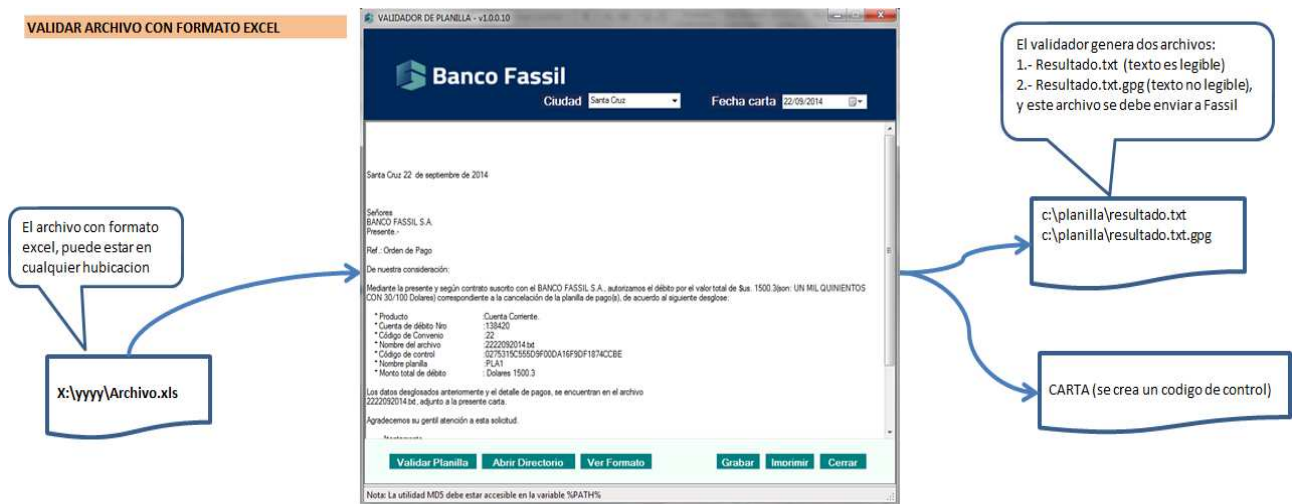 VALIDAR ARCHIVO CON FORMATO EXCEL
VALIDADOR DE PLANILLA - v1.0.0.10
Banco Fassil
Ciudad Santa Cruz Fecha carta 22/09/2014
Santa Cruz 22 de septiembre de 2014
Señores
BANCO FASSIL S.A.
Presente.-
Ref.: Orden de Pago
De nuestra consideración:
Mediante la presente y según contrato suscrito con el BANCO FASSIL S.A., autorizamos el débito por el valor total de $us. 1500.3(son: UN MIL QUINIENTOS
CON 30/100 Dolares) correspondiente a la cancelación de la planilla de pago(s), de acuerdo al siguiente desglose:
* Producto :Cuenta Corriente.
* Cuenta de débito Nro :138420
* Código de Convenio :22
* Nombre del archivo :2222092014.txt
* Código de control :0275315C555D9F00DA16F9DF1874CCBE
* Nombre planilla :PLA1
* Monto total de débito : Dolares 1500.3
Los datos desglosados anteriormente y el detalle de pagos, se encuentran en el archivo
2222092014.txt, adjunto a la presente carta.
Agradecemos su gentil atención a esta solicitud.
Validar Planilla Abrir Directorio Ver Formato Grabar Imprimir Cerrar
Nota: La utilidad MD5 debe estar accesible en la variable %PATH%
El archivo con formato
excel, puede estar en
cualquier hubicacion
X:\yyyy\Archivo.xls
El validador genera dos archivos:
1.- Resultado.txt (texto es legible)
2.- Resultado.txt.gpg (texto no legible),
y este archivo se debe enviar a Fassil
c:\planilla\resultado.txt
c:\planilla\resultado.txt.gpg
CARTA (se crea un codigo de control)